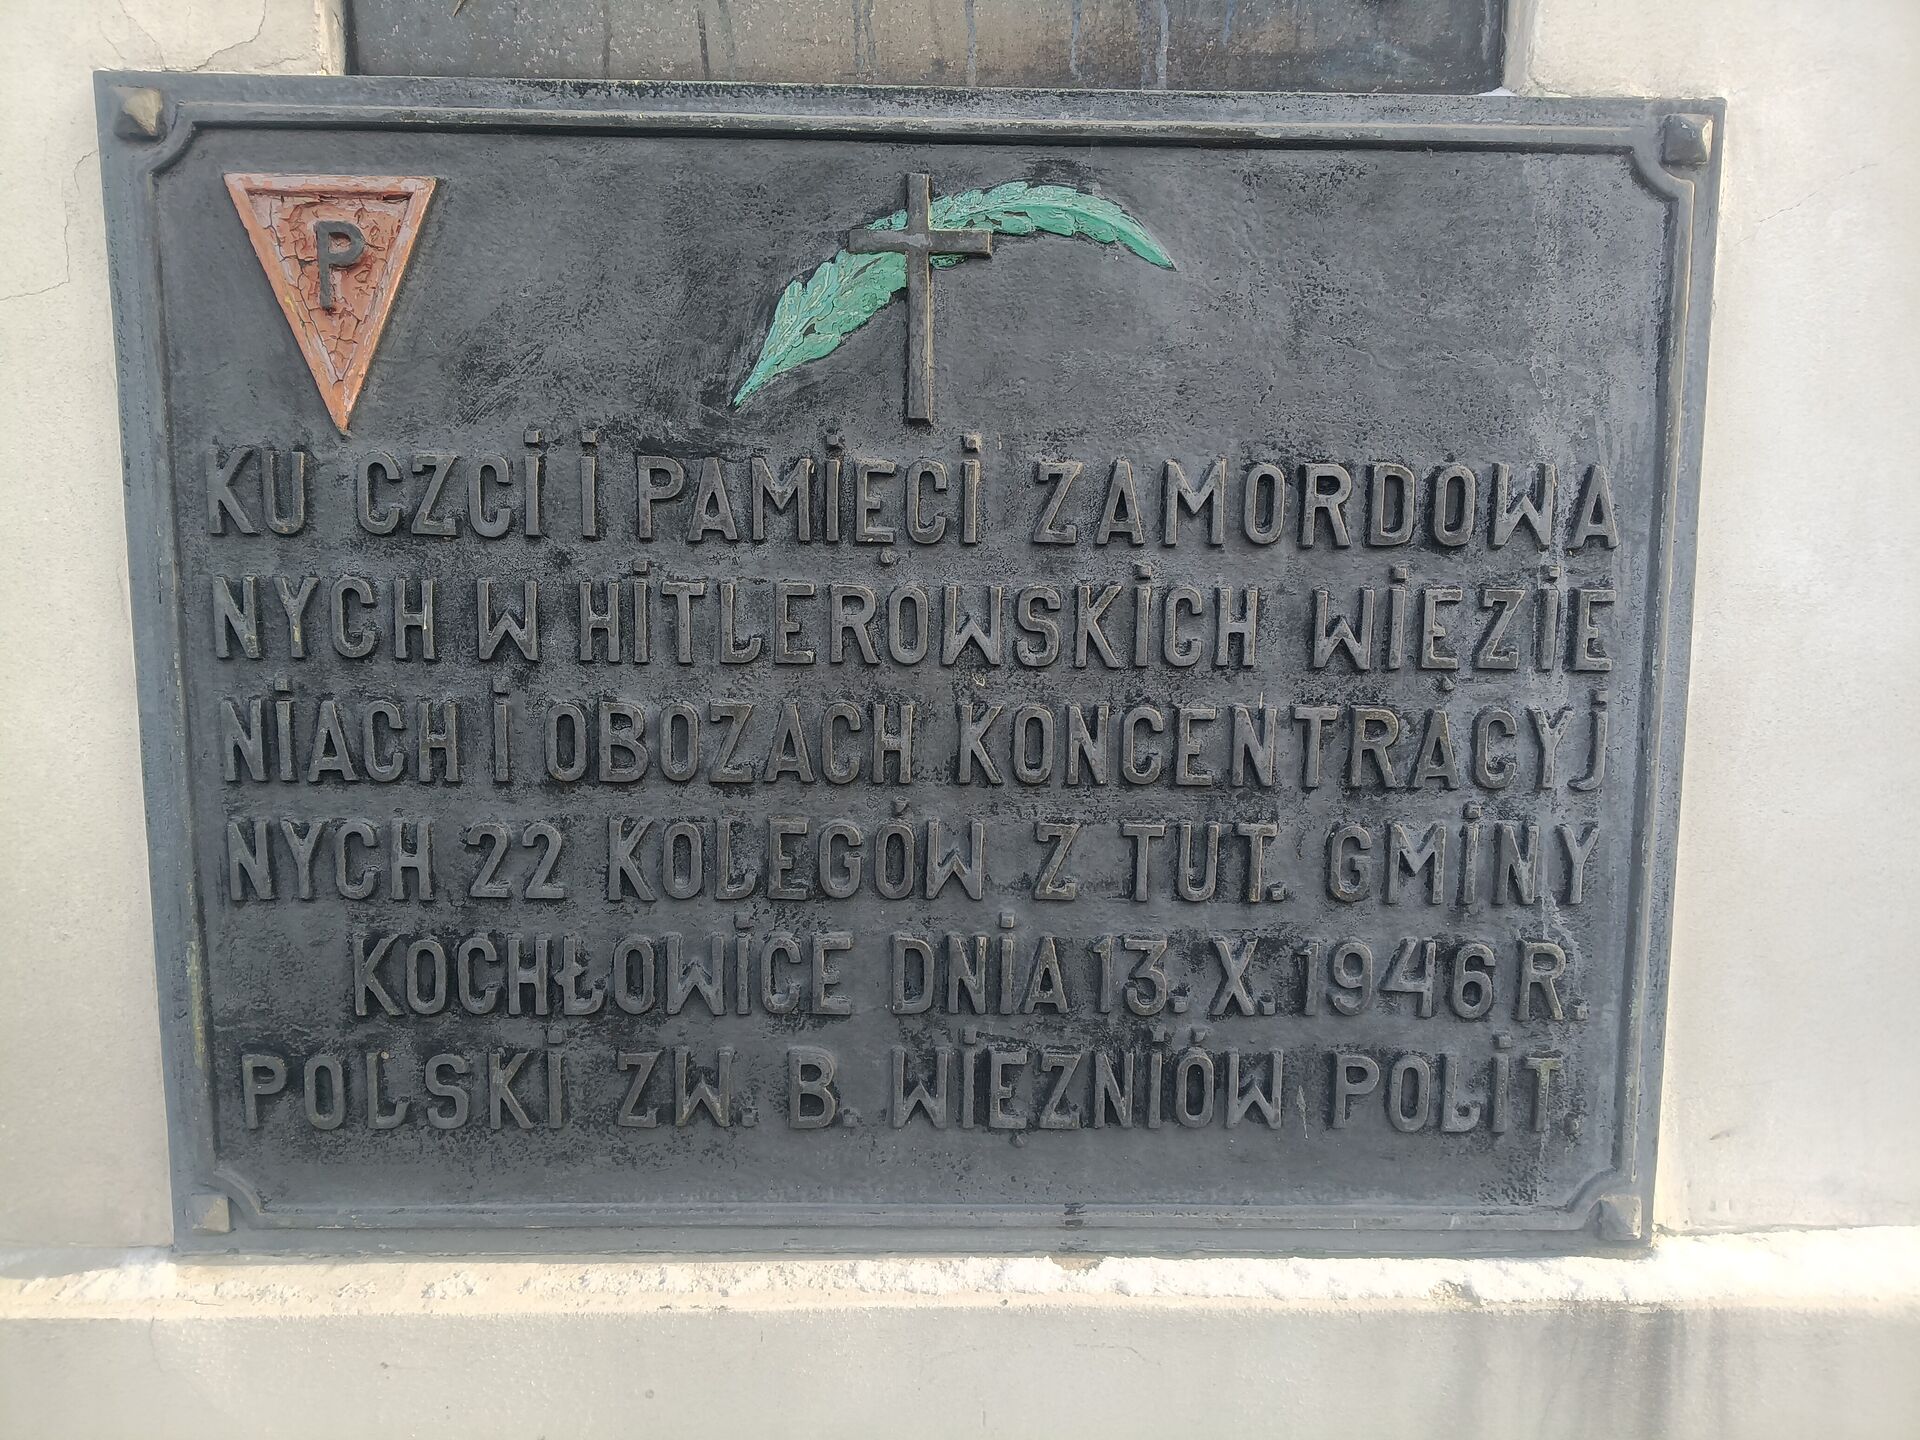 P
KU CZCI I PAMIĘCI ZAMORDOWA
NYCH W HITLEROWSKICH WIĘZIE
NIACH I OBOZACH KONCENTRACYJ
NYCH 22 KOLEGÓW Z TUT. GMINY
KOCHŁOWICE DNIA 13. X. 1946 R.
POLSKI ZW. B. WIĘZNIÓW POLIT.